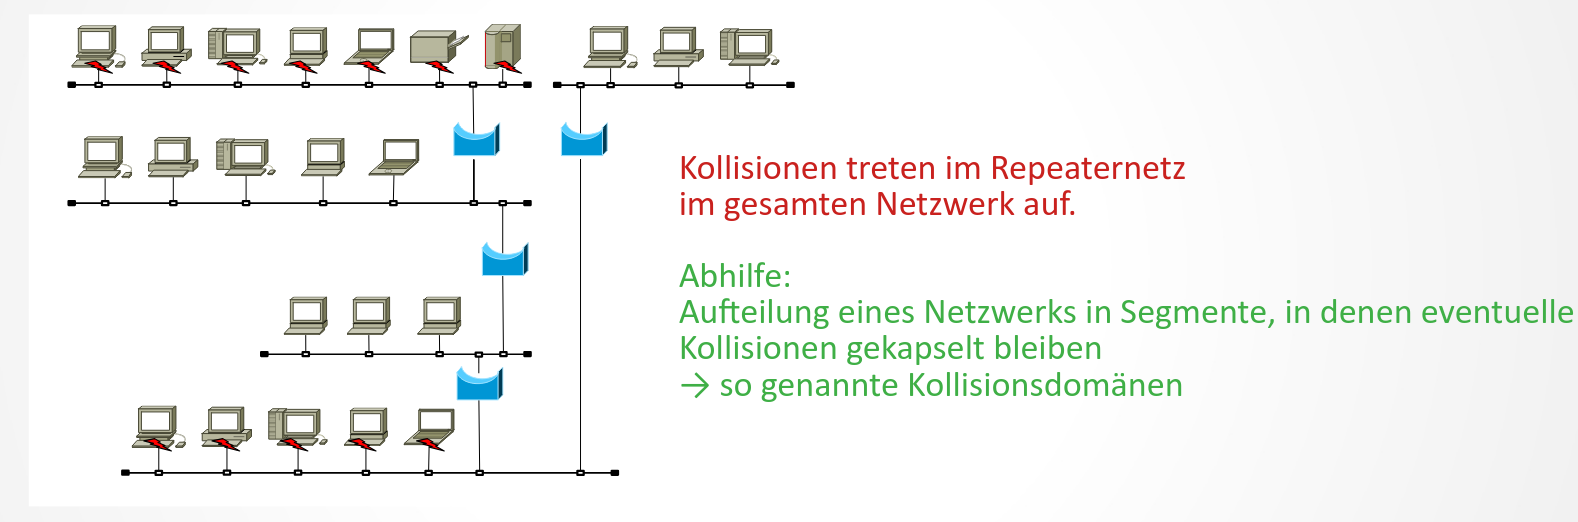 Kollisionen treten im Repeaternetz
im gesamten Netzwerk auf.
Abhilfe:
Aufteilung eines Netzwerks in Segmente, in denen eventuelle
Kollisionen gekapselt bleiben
→ so genannte Kollisionsdomänen